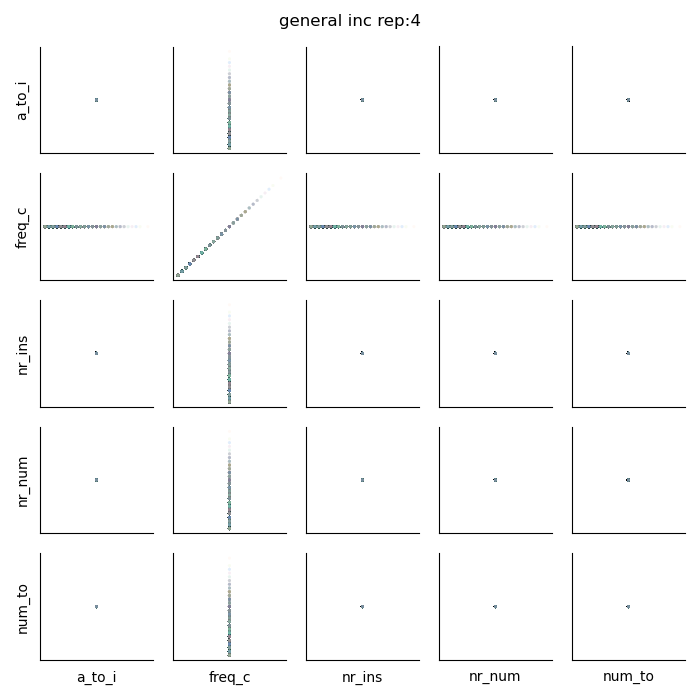 general inc rep:4
a_to_i
freq_c
nr_ins
nr_num
num_to
a_to_i freq_c nr_ins nr_num num_to